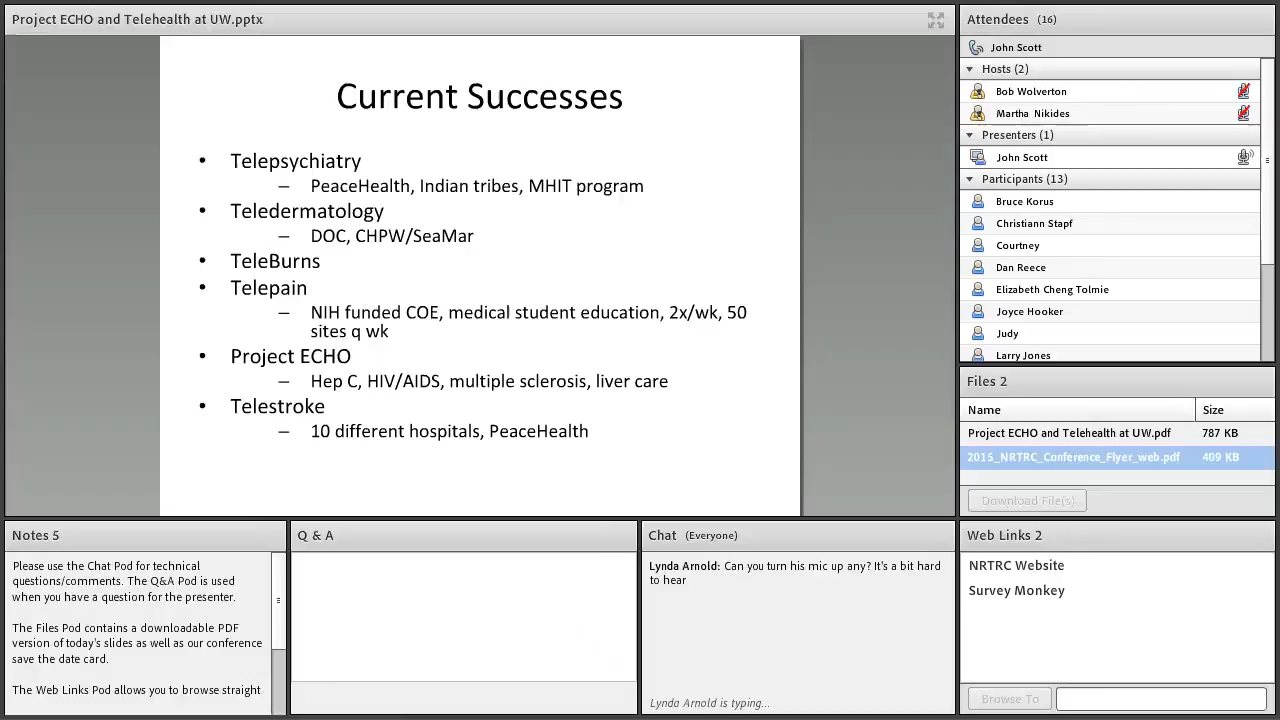 Project ECHO and Telehealth at UW.pptx
Current Successes
• Telepsychiatry
– PeaceHealth, Indian tribes, MHIT program
• Teledermatology
– DOC, CHPW/SeaMar
• TeleBurns
• Telepain
– NIH funded COE, medical student education, 2x/wk, 50
sites q wk
• Project ECHO
– Hep C, HIV/AIDS, multiple sclerosis, liver care
• Telestroke
– 10 different hospitals, PeaceHealth
Attendees (16)
John Scott
Hosts (2)
Bob Wolverton
Martha Nikides
Presenters (1)
John Scott
Participants (13)
Bruce Korus
Christiann Stapf
Courtney
Dan Reece
Elizabeth Cheng Tolmie
Joyce Hooker
Judy
Larry Jones
Files 2
Name Size
Project ECHO and Telehealth at UW.pdf 787 KB
2015_NRTRC_Conference_Flyer_web.pdf 409 KB
Download File(s)
Notes 5
Please use the Chat Pod for technical
questions/comments. The Q&A Pod is used
when you have a question for the presenter.
The Files Pod contains a downloadable PDF
version of today's slides as well as our conference
save the date card.
The Web Links Pod allows you to browse straight
Q & A
Chat (Everyone)
Lynda Arnold: Can you turn his mic up any? It's a bit hard
to hear
Lynda Arnold is typing...
Web Links 2
NRTRC Website
Survey Monkey
Browse To